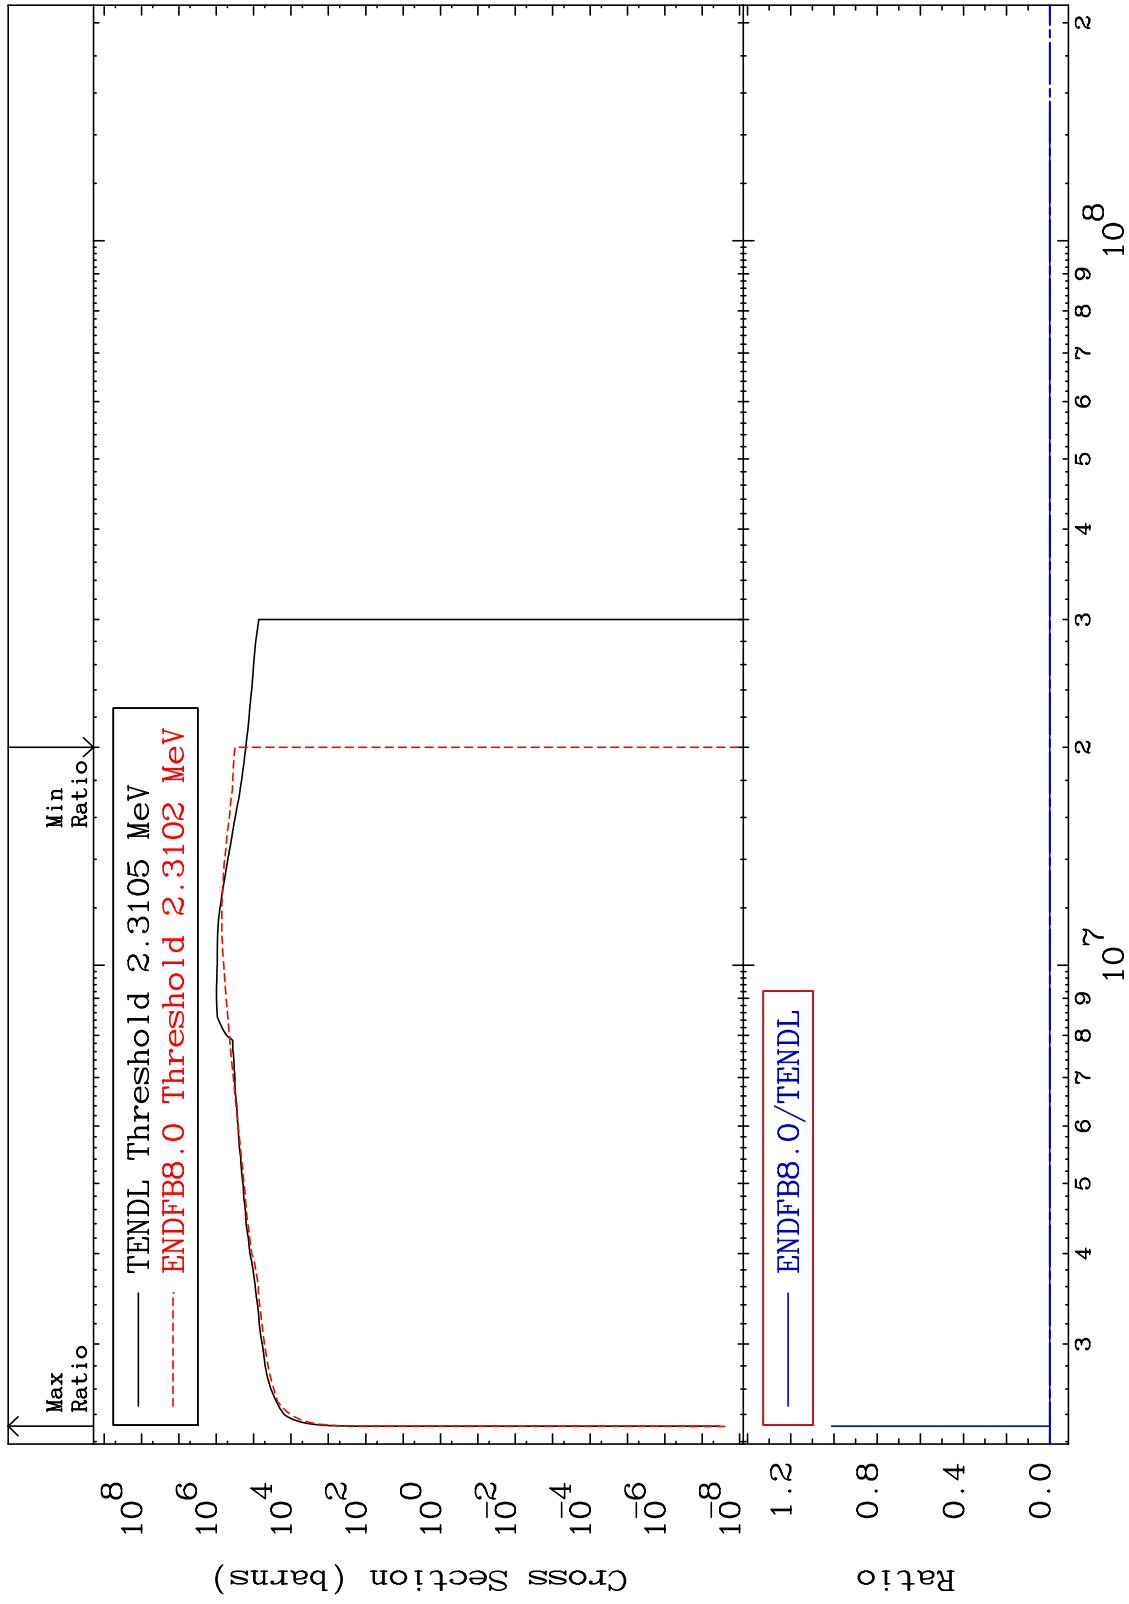 Max
Ratio
Min
Ratio
TENDL Threshold 2.3105 MeV
ENDFB8.0 Threshold 2.3102 MeV
10^8
10^6
10^4
10^2
10^0
10^-2
10^-4
10^-6
10^-8
Cross Section (barns)
ENDFB8.0/TENDL
1.2
0.8
0.4
0.0
Ratio
3 4 5 6 7 8 9 10^7 2 3 4 5 6 7 8 9 10^8 2